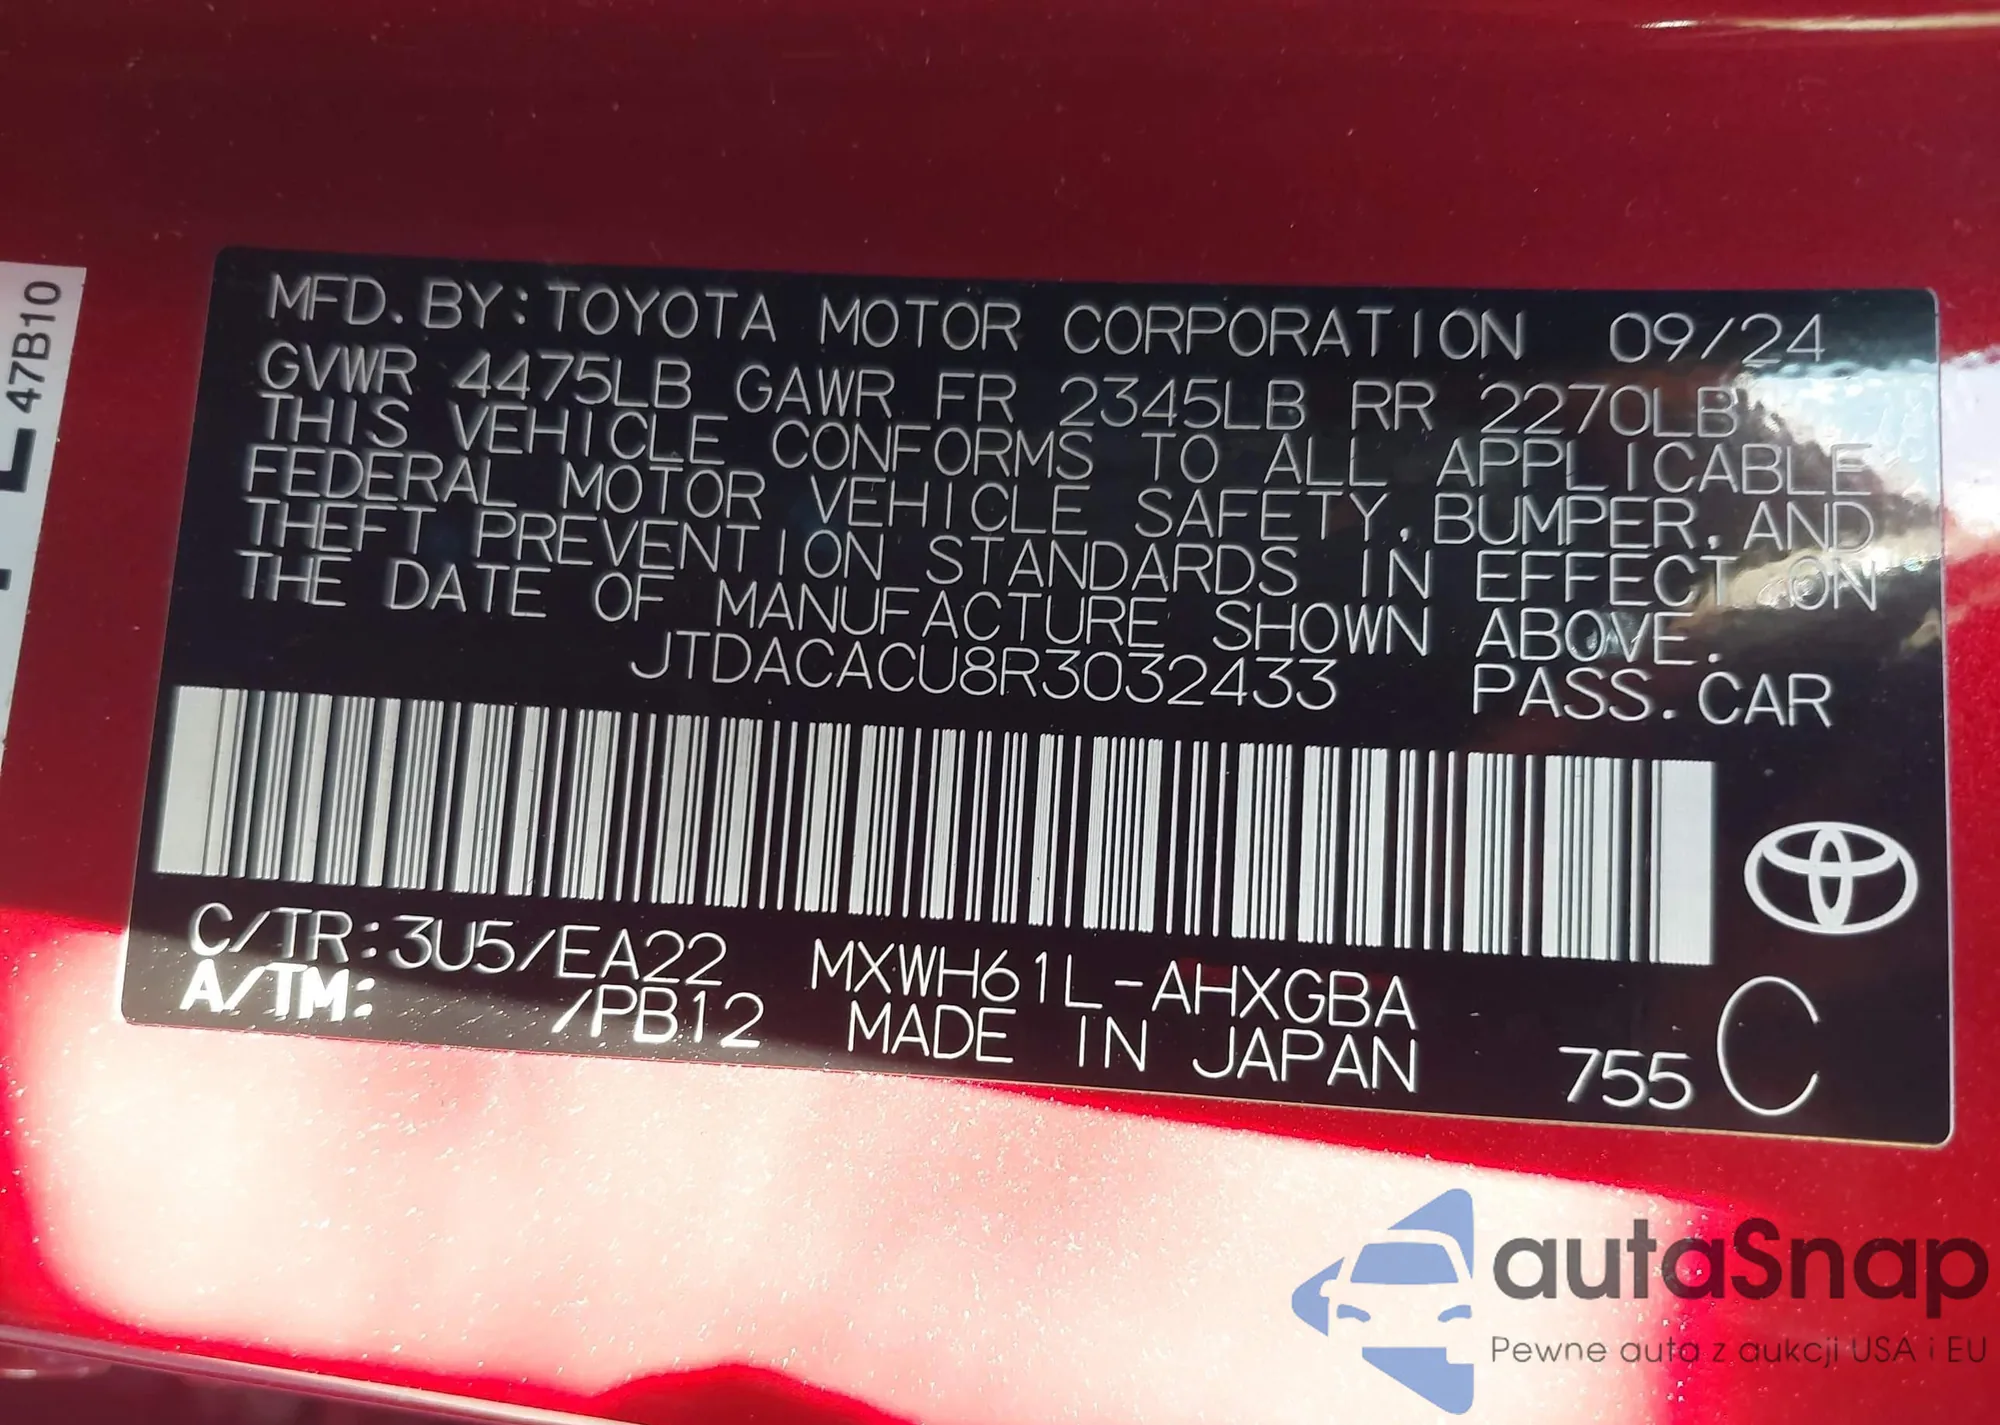 MFD. BY: TOYOTA MOTOR CORPORATION 09/24
GVWR 4475LB GAWR FR 2345LB RR 2270LB
THIS VEHICLE CONFORMS TO ALL APPLICABLE
FEDERAL MOTOR VEHICLE SAFETY, BUMPER, AND
THEFT PREVENTION STANDARDS IN EFFECT ON
THE DATE OF MANUFACTURE SHOWN ABOVE.
JTDACACU8R3032433 PASS. CAR
C/TR: 3U5/EA22 MXWH61L-AHXGBA
A/TM: /PB12 MADE IN JAPAN 755 C
47B10
autaSnap
Pewne auta z aukcji USA i EU